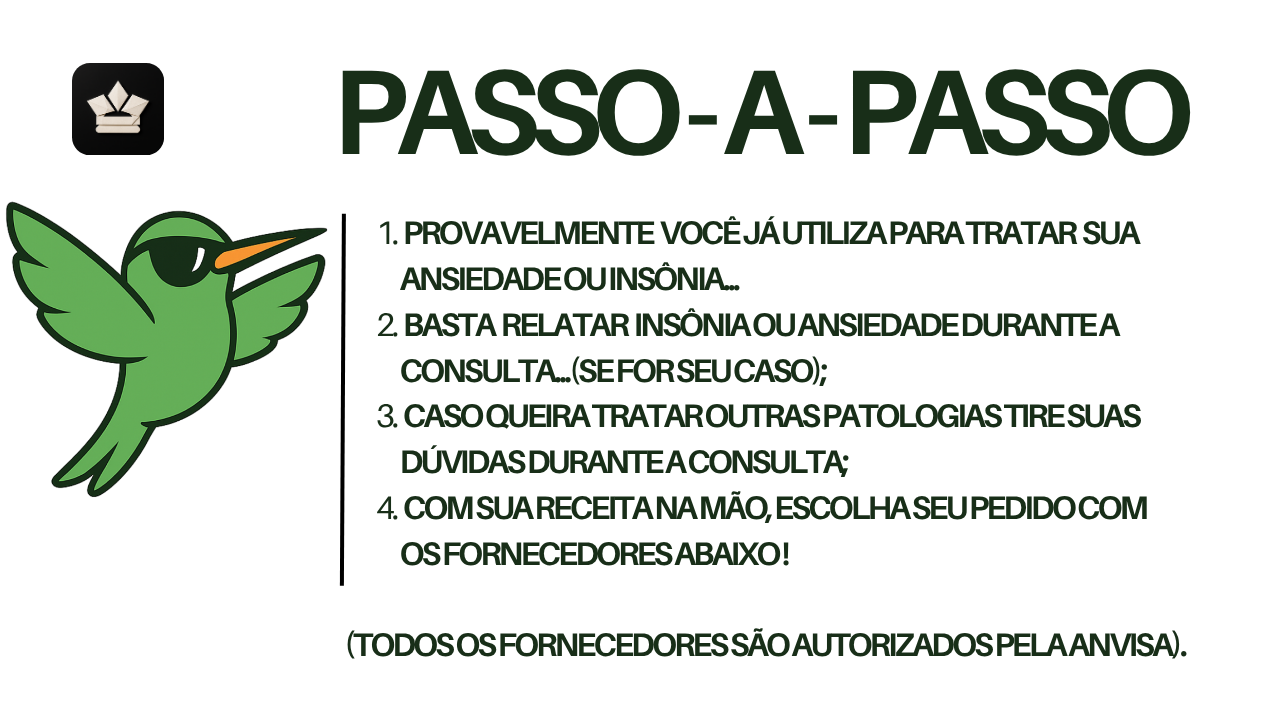 PASSO-A-PASSO
1. PROVAVELMENTE VOCÊ JÁ UTILIZA PARA TRATAR SUA
ANSIEDADE OU INSÔNIA...
2. BASTA RELATAR INSÔNIA OU ANSIEDADE DURANTE A
CONSULTA...(SE FOR SEU CASO);
3. CASO QUEIRA TRATAR OUTRAS PATOLOGIAS TIRE SUAS
DÚVIDAS DURANTE A CONSULTA;
4. COM SUA RECEITA NA MÃO, ESCOLHA SEU PEDIDO COM
OS FORNECEDORES ABAIXO!
(TODOS OS FORNECEDORES SÃO AUTORIZADOS PELA ANVISA).